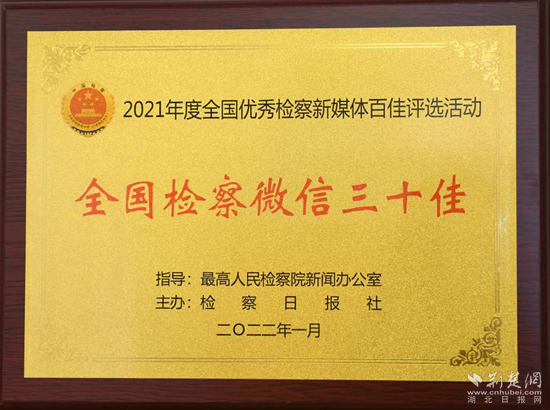 2021年度全国优秀检察新媒体百佳评选活动
全国检察微信三十佳
指导：最高人民检察院新闻办公室
主办：检察日报社
二〇二二年一月
荆楚网
www.cnhubei.com
湖北日报网